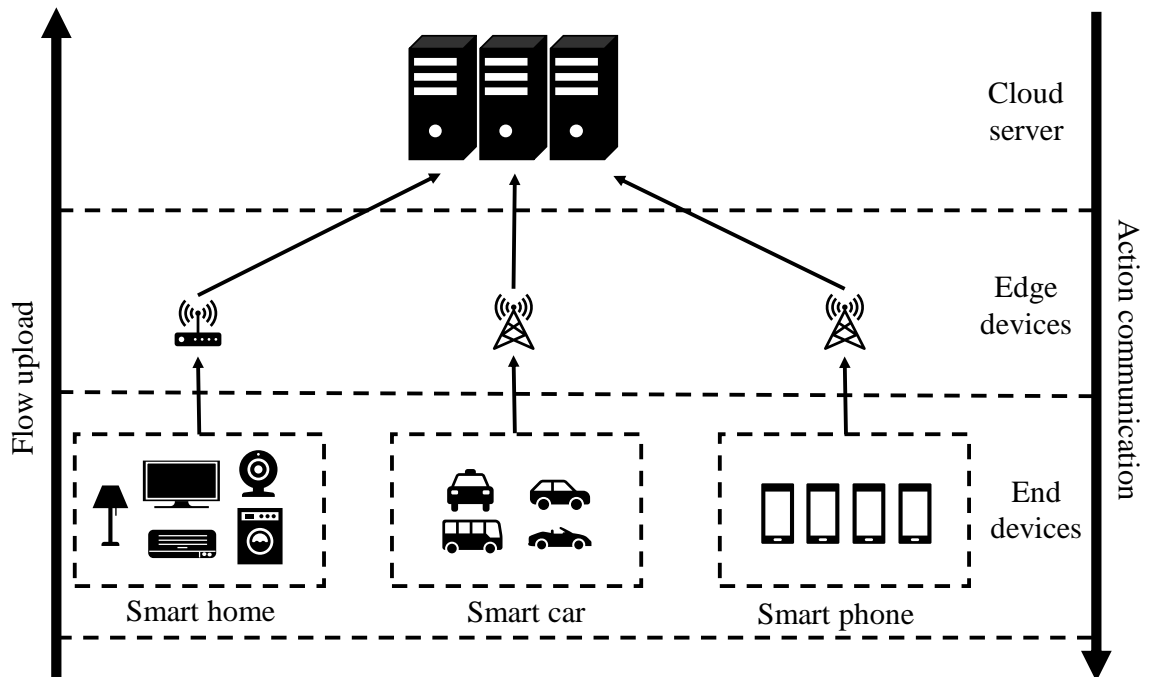 Cloud
server
Edge
devices
End
devices
Flow upload
Action communication
Smart home
Smart car
Smart phone